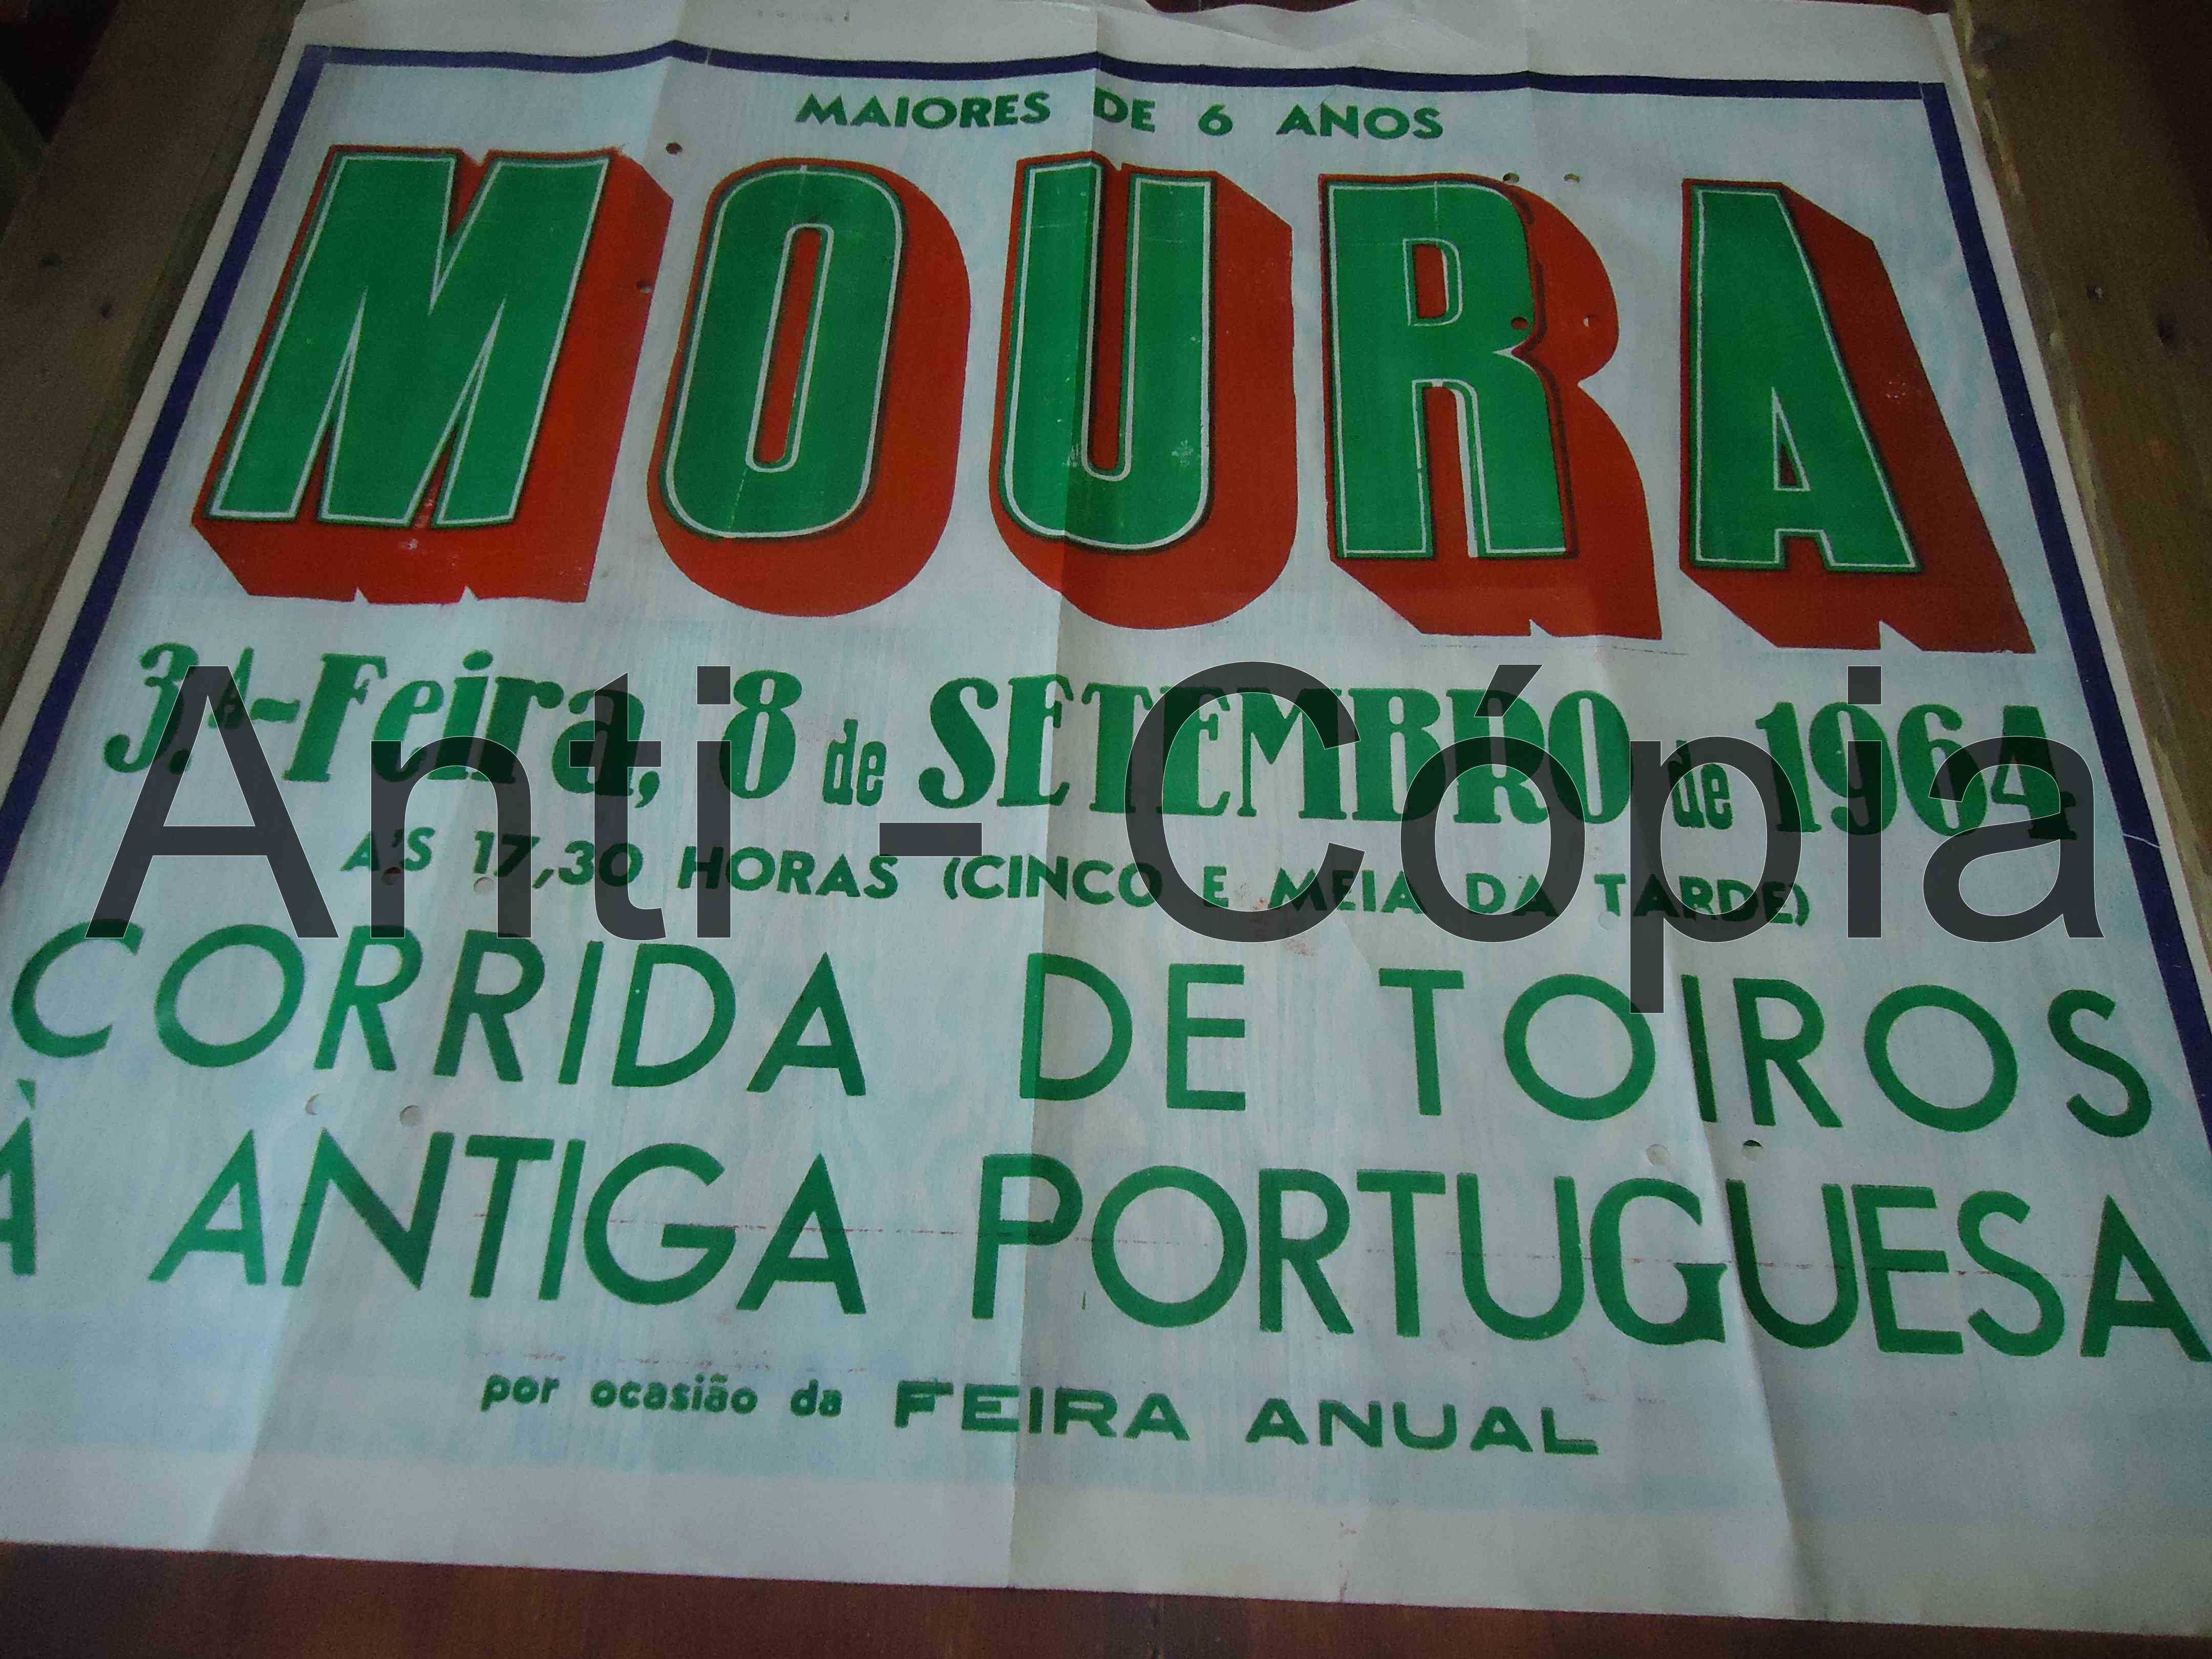 MAIORES DE 6 ANOS
MOURA
3.ª-Feira, 8 de SETEMBRO de 1964
A'S 17,30 HORAS (CINCO E MEIA DA TARDE)
Anti - Cópia
CORRIDA DE TOIROS
À ANTIGA PORTUGUESA
por ocasião da FEIRA ANUAL